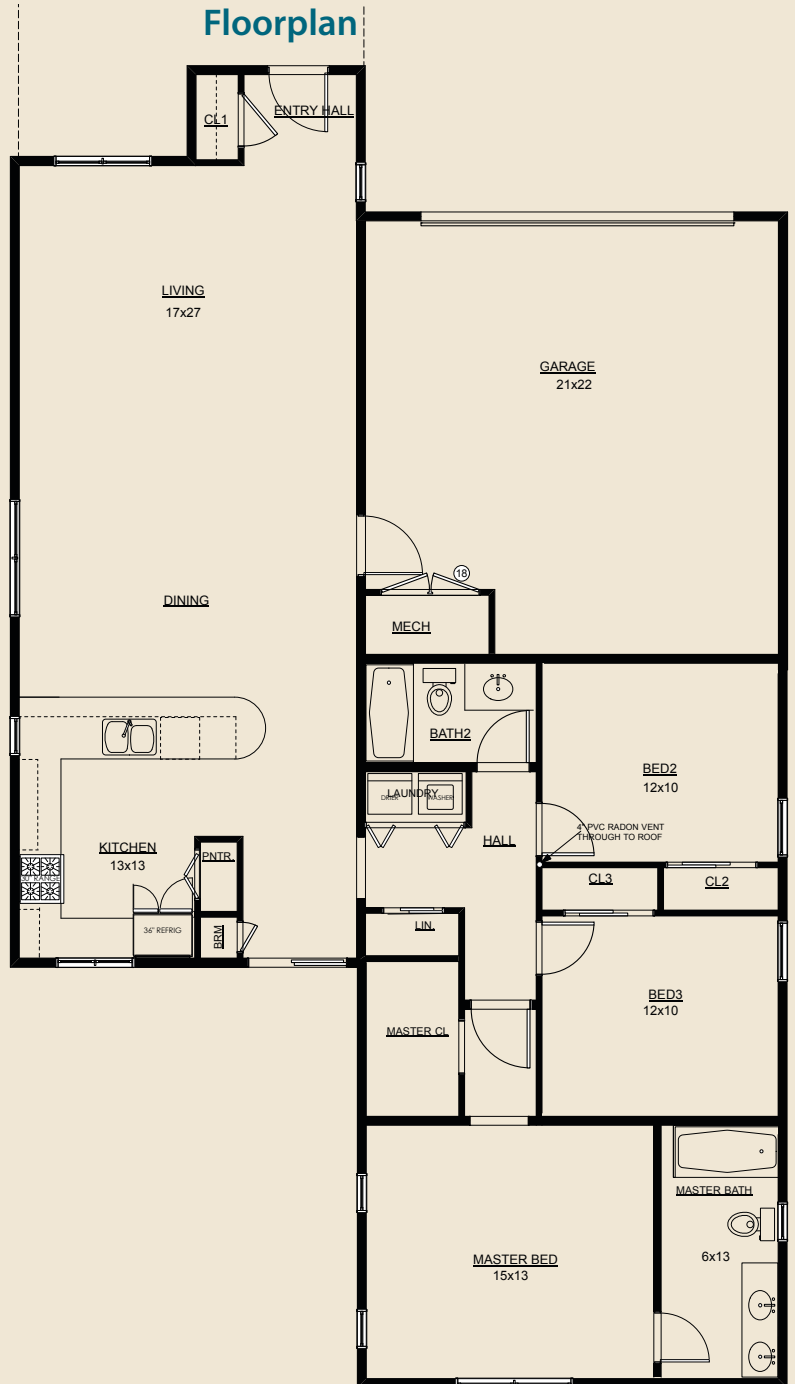 Floorplan
CL1
ENTRY HALL
LIVING
17x27
GARAGE
21x22
18
DINING
MECH
BATH2
BED2
12x10
LAUNDRY
DRIER
WASHER
HALL
4" PVC RADON VENT
THROUGH TO ROOF
KITCHEN
13x13
PNTR.
30" RANGE
CL3
CL2
36" REFRIG
BRM
LIN.
BED3
12x10
MASTER CL
MASTER BATH
6x13
MASTER BED
15x13